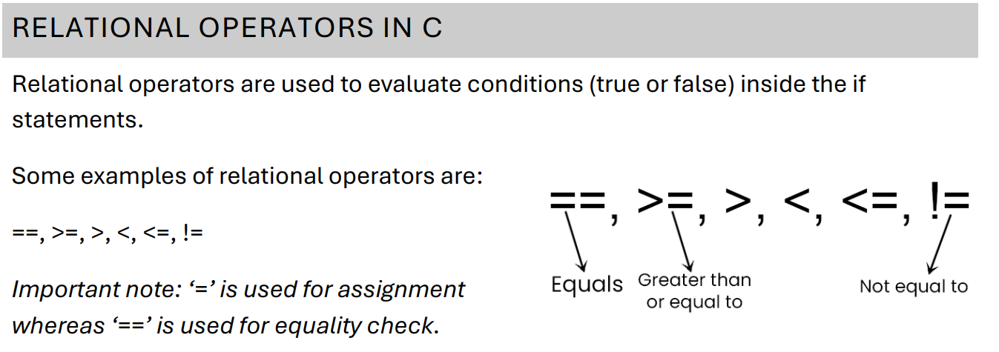 RELATIONAL OPERATORS IN C
Relational operators are used to evaluate conditions (true or false) inside the if
statements.
Some examples of relational operators are:
==, >=, >, <, <=, !=
Important note: ‘=’ is used for assignment
whereas ‘==’ is used for equality check.
==, >=, >, <, <=, !=
Equals
Greater than
or equal to
Not equal to